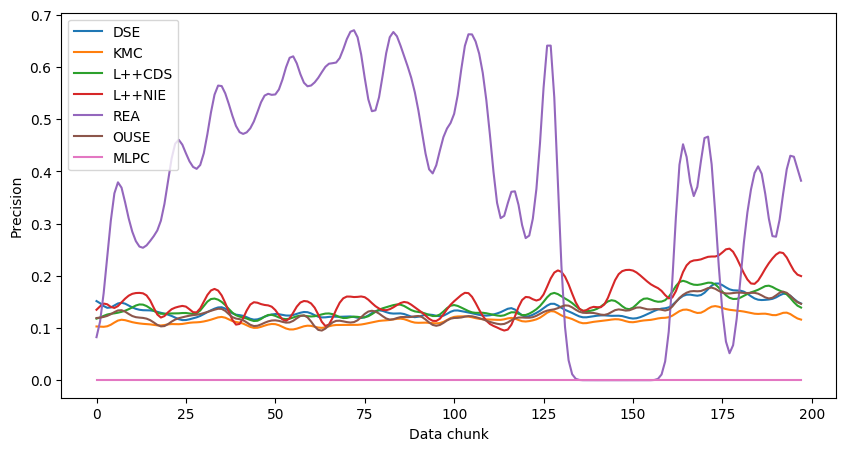 0.7
0.6
0.5
0.4
0.3
0.2
0.1
0.0
Precision
DSE
KMC
L++CDS
L++NIE
REA
OUSE
MLPC
0 25 50 75 100 125 150 175 200
Data chunk